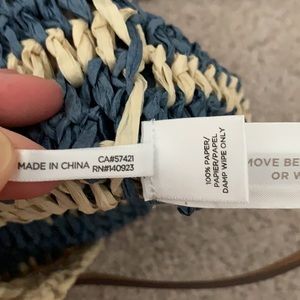 MADE IN CHINA
CA#57421
RN#140923
100% PAPER/
PAPIER/PAPEL
DAMP WIPE ONLY
MOVE BE
OR W